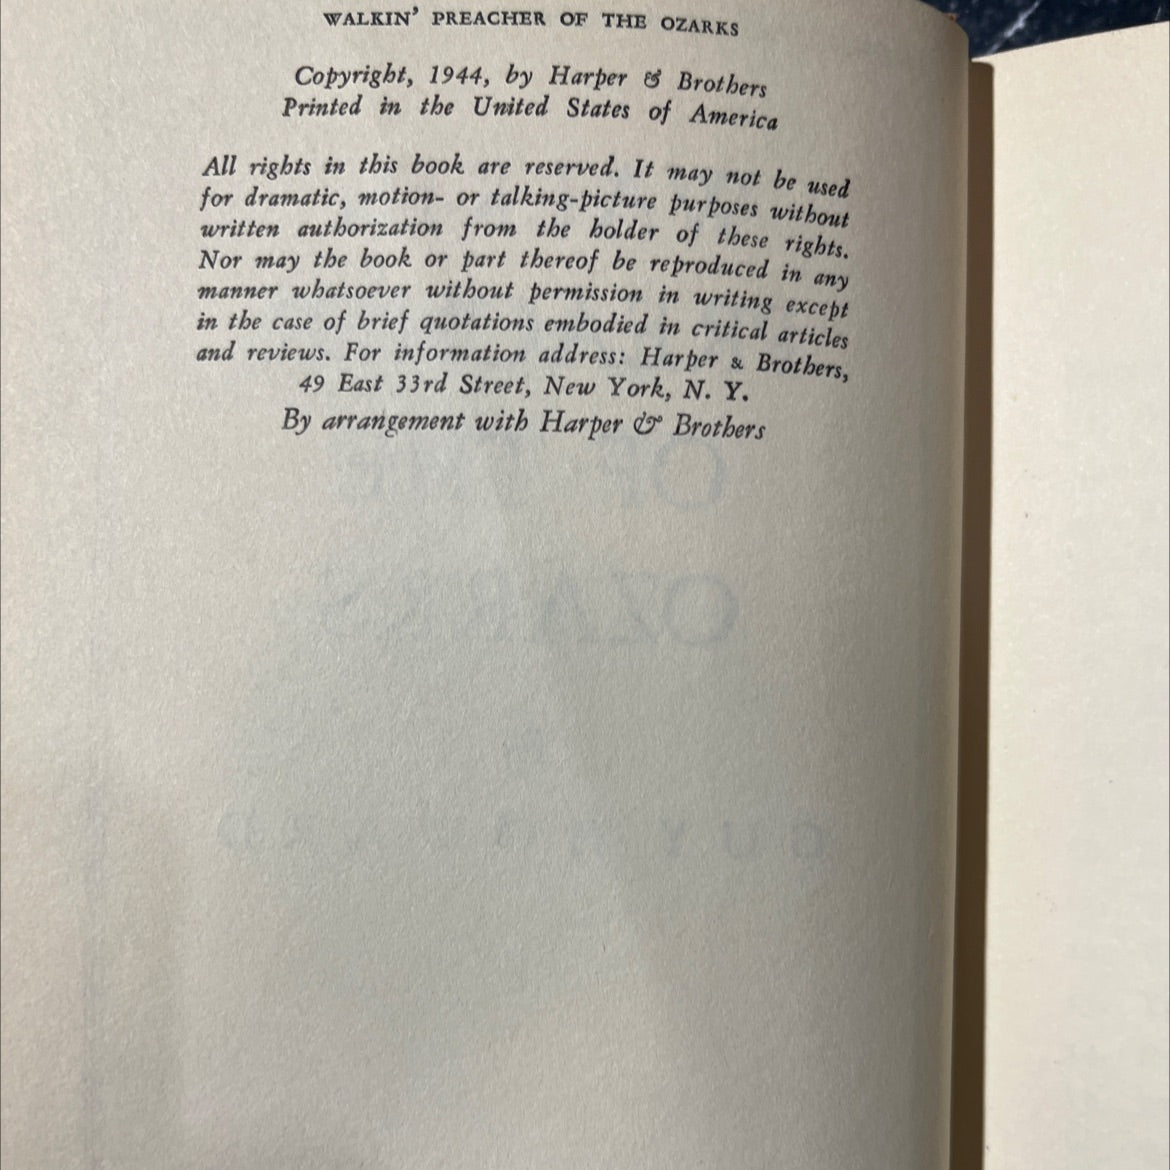 WALKIN' PREACHER OF THE OZARKS
Copyright, 1944, by Harper & Brothers
Printed in the United States of America
All rights in this book are reserved. It may not be used
for dramatic, motion- or talking-picture purposes without
written authorization from the holder of these rights.
Nor may the book or part thereof be reproduced in any
manner whatsoever without permission in writing except
in the case of brief quotations embodied in critical articles
and reviews. For information address: Harper & Brothers,
49 East 33rd Street, New York, N. Y.
By arrangement with Harper & Brothers